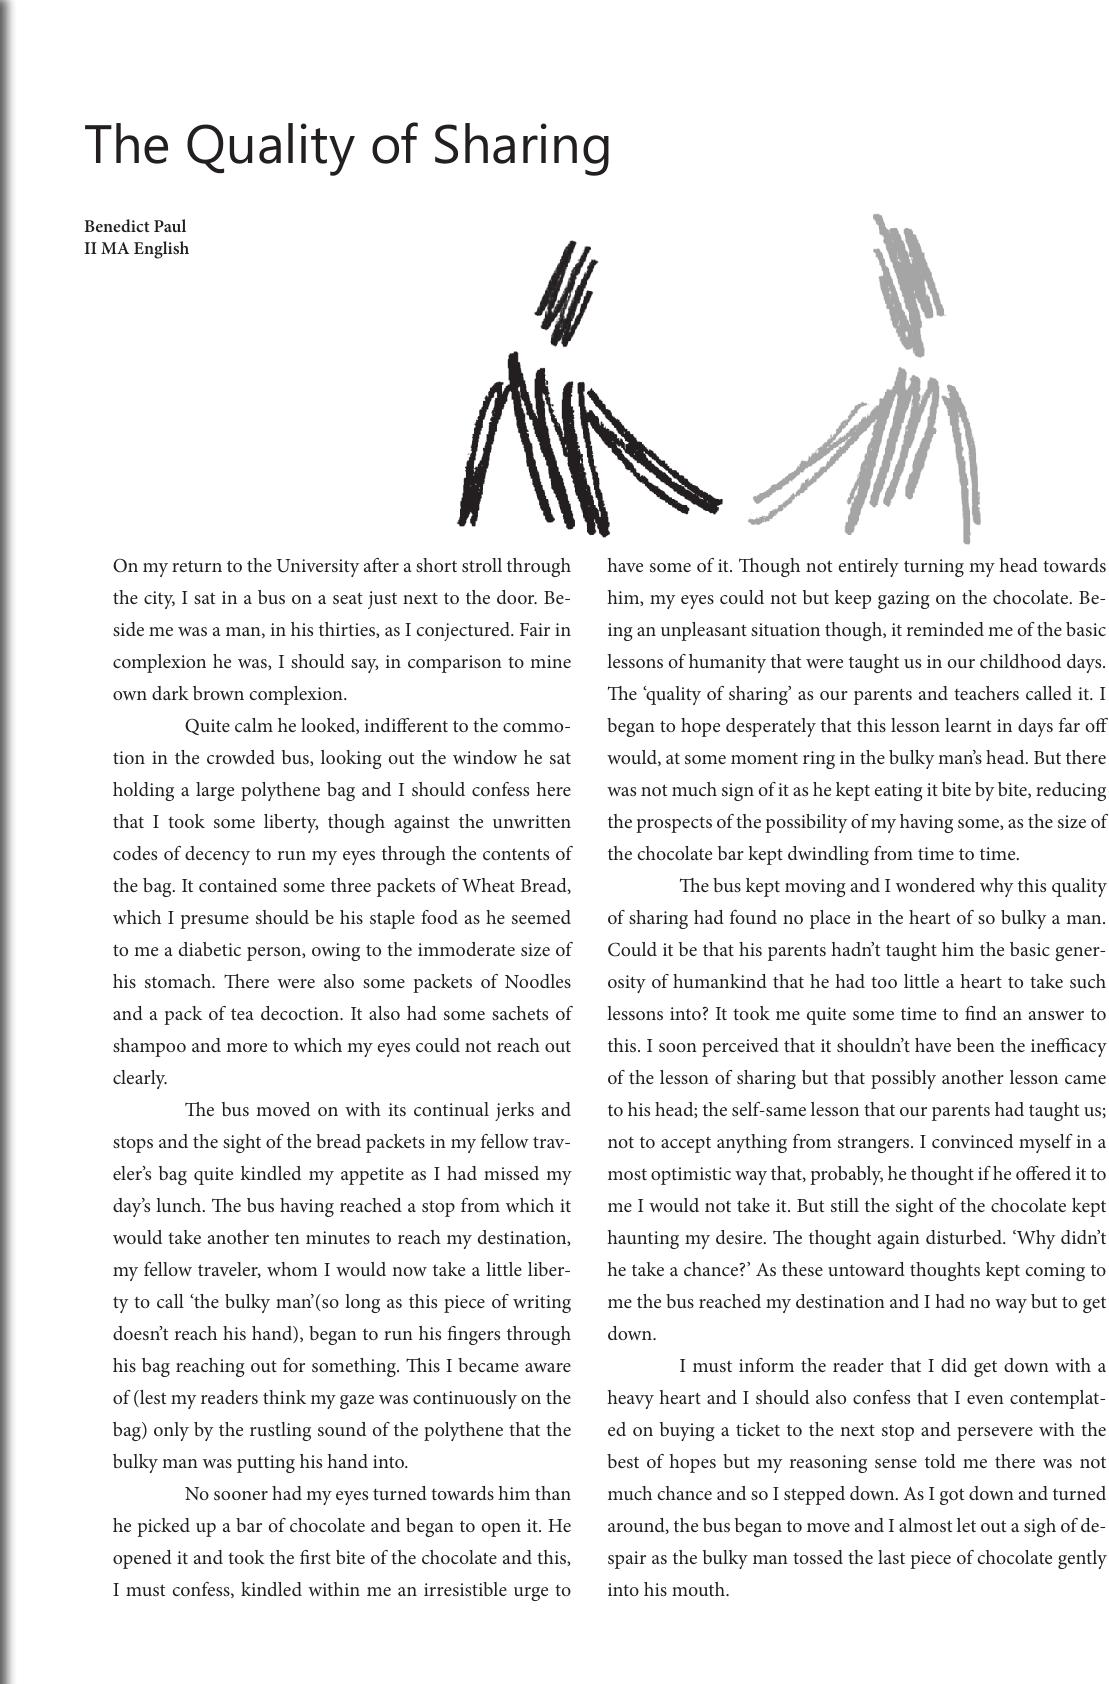 The Quality of Sharing
Benedict Paul
II MA English
On my return to the University after a short stroll through
the city, I sat in a bus on a seat just next to the door. Be-
side me was a man, in his thirties, as I conjectured. Fair in
complexion he was, I should say, in comparison to mine
own dark brown complexion.
Quite calm he looked, indifferent to the commo-
tion in the crowded bus, looking out the window he sat
holding a large polythene bag and I should confess here
that I took some liberty, though against the unwritten
codes of decency to run my eyes through the contents of
the bag. It contained some three packets of Wheat Bread,
which I presume should be his staple food as he seemed
to me a diabetic person, owing to the immoderate size of
his stomach. There were also some packets of Noodles
and a pack of tea decoction. It also had some sachets of
shampoo and more to which my eyes could not reach out
clearly.
The bus moved on with its continual jerks and
stops and the sight of the bread packets in my fellow trav-
eler’s bag quite kindled my appetite as I had missed my
day’s lunch. The bus having reached a stop from which it
would take another ten minutes to reach my destination,
my fellow traveler, whom I would now take a little liber-
ty to call ‘the bulky man’(so long as this piece of writing
doesn’t reach his hand), began to run his fingers through
his bag reaching out for something. This I became aware
of (lest my readers think my gaze was continuously on the
bag) only by the rustling sound of the polythene that the
bulky man was putting his hand into.
No sooner had my eyes turned towards him than
he picked up a bar of chocolate and began to open it. He
opened it and took the first bite of the chocolate and this,
I must confess, kindled within me an irresistible urge to
have some of it. Though not entirely turning my head towards
him, my eyes could not but keep gazing on the chocolate. Be-
ing an unpleasant situation though, it reminded me of the basic
lessons of humanity that were taught us in our childhood days.
The ‘quality of sharing’ as our parents and teachers called it. I
began to hope desperately that this lesson learnt in days far off
would, at some moment ring in the bulky man’s head. But there
was not much sign of it as he kept eating it bite by bite, reducing
the prospects of the possibility of my having some, as the size of
the chocolate bar kept dwindling from time to time.
The bus kept moving and I wondered why this quality
of sharing had found no place in the heart of so bulky a man.
Could it be that his parents hadn’t taught him the basic gener-
osity of humankind that he had too little a heart to take such
lessons into? It took me quite some time to find an answer to
this. I soon perceived that it shouldn’t have been the inefficacy
of the lesson of sharing but that possibly another lesson came
to his head; the self-same lesson that our parents had taught us;
not to accept anything from strangers. I convinced myself in a
most optimistic way that, probably, he thought if he offered it to
me I would not take it. But still the sight of the chocolate kept
haunting my desire. The thought again disturbed. ‘Why didn’t
he take a chance?’ As these untoward thoughts kept coming to
me the bus reached my destination and I had no way but to get
down.
I must inform the reader that I did get down with a
heavy heart and I should also confess that I even contemplat-
ed on buying a ticket to the next stop and persevere with the
best of hopes but my reasoning sense told me there was not
much chance and so I stepped down. As I got down and turned
around, the bus began to move and I almost let out a sigh of de-
spair as the bulky man tossed the last piece of chocolate gently
into his mouth.